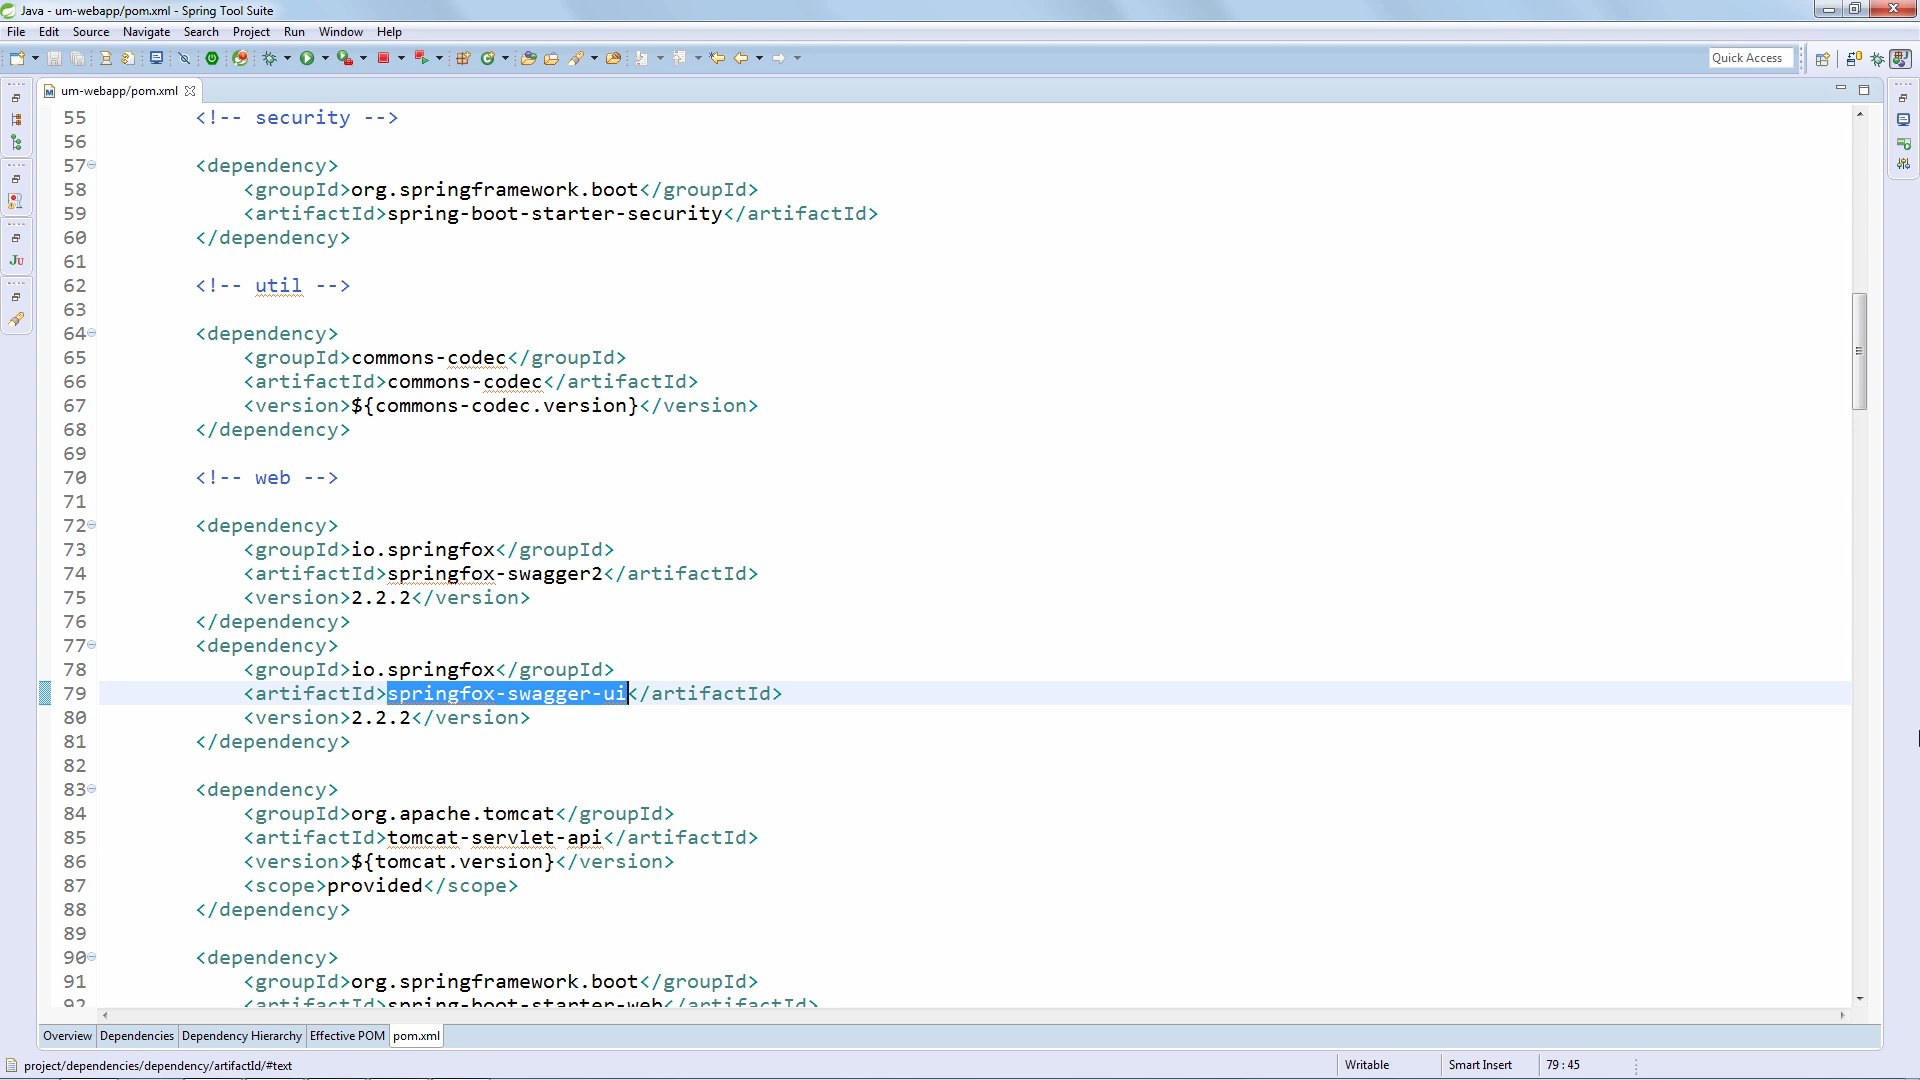 Java - um-webapp/pom.xml - Spring Tool Suite
File Edit Source Navigate Search Project Run Window Help
Quick Access
um-webapp/pom.xml
55 <!-- security -->
56
57 <dependency>
58 <groupId>org.springframework.boot</groupId>
59 <artifactId>spring-boot-starter-security</artifactId>
60 </dependency>
61
62 <!-- util -->
63
64 <dependency>
65 <groupId>commons-codec</groupId>
66 <artifactId>commons-codec</artifactId>
67 <version>${commons-codec.version}</version>
68 </dependency>
69
70 <!-- web -->
71
72 <dependency>
73 <groupId>io.springfox</groupId>
74 <artifactId>springfox-swagger2</artifactId>
75 <version>2.2.2</version>
76 </dependency>
77 <dependency>
78 <groupId>io.springfox</groupId>
79 <artifactId>springfox-swagger-ui</artifactId>
80 <version>2.2.2</version>
81 </dependency>
82
83 <dependency>
84 <groupId>org.apache.tomcat</groupId>
85 <artifactId>tomcat-servlet-api</artifactId>
86 <version>${tomcat.version}</version>
87 <scope>provided</scope>
88 </dependency>
89
90 <dependency>
91 <groupId>org.springframework.boot</groupId>
92 <artifactId>spring-boot-starter-web</artifactId>
Overview Dependencies Dependency Hierarchy Effective POM pom.xml
project/dependencies/dependency/artifactId/#text Writable Smart Insert 79 : 45